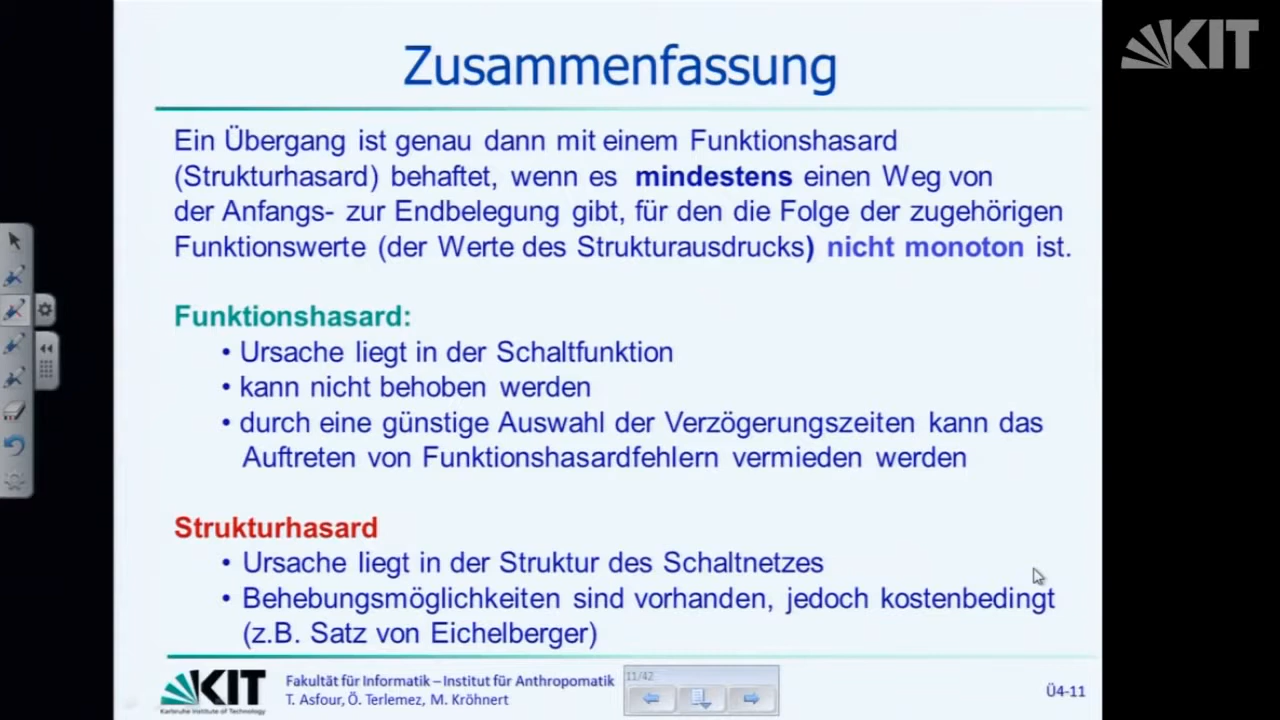 KIT
Zusammenfassung
Ein Übergang ist genau dann mit einem Funktionshasard
(Strukturhasard) behaftet, wenn es mindestens einen Weg von
der Anfangs- zur Endbelegung gibt, für den die Folge der zugehörigen
Funktionswerte (der Werte des Strukturausdrucks) nicht monoton ist.
Funktionshasard:
• Ursache liegt in der Schaltfunktion
• kann nicht behoben werden
• durch eine günstige Auswahl der Verzögerungszeiten kann das
Auftreten von Funktionshasardfehlern vermieden werden
Strukturhasard
• Ursache liegt in der Struktur des Schaltnetzes
• Behebungsmöglichkeiten sind vorhanden, jedoch kostenbedingt
(z.B. Satz von Eichelberger)
KIT
Karlsruhe Institute of Technology
Fakultät für Informatik – Institut für Anthropomatik
T. Asfour, Ö. Terlemez, M. Kröhnert
11/42
Ü4-11